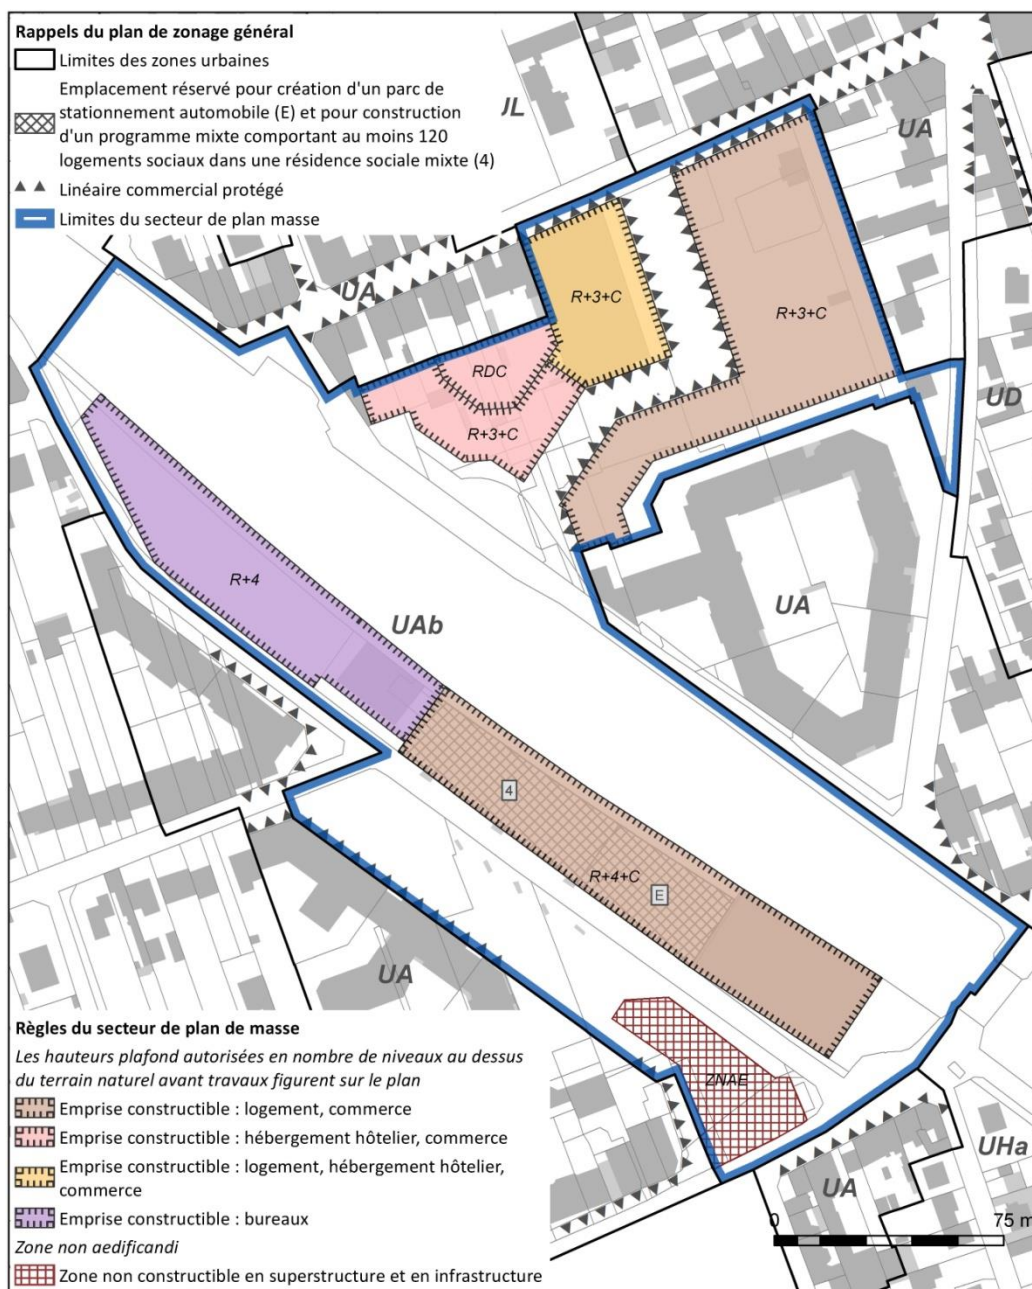 Rappels du plan de zonage général
Limites des zones urbaines
Emplacement réservé pour création d'un parc de
stationnement automobile (E) et pour construction
d'un programme mixte comportant au moins 120
logements sociaux dans une résidence sociale mixte (4)
Linéaire commercial protégé
Limites du secteur de plan masse
UA
UA
R+3+C
R+3+C
RDC
R+3+C
UD
R+4
UAb
UA
4
R+4+C
E
UA
ZNAE
UHa
UA
0
75 m
Règles du secteur de plan de masse
Les hauteurs plafond autorisées en nombre de niveaux au dessus
du terrain naturel avant travaux figurent sur le plan
Emprise constructible : logement, commerce
Emprise constructible : hébergement hôtelier, commerce
Emprise constructible : logement, hébergement hôtelier,
commerce
Emprise constructible : bureaux
Zone non aedificandi
Zone non constructible en superstructure et en infrastructure